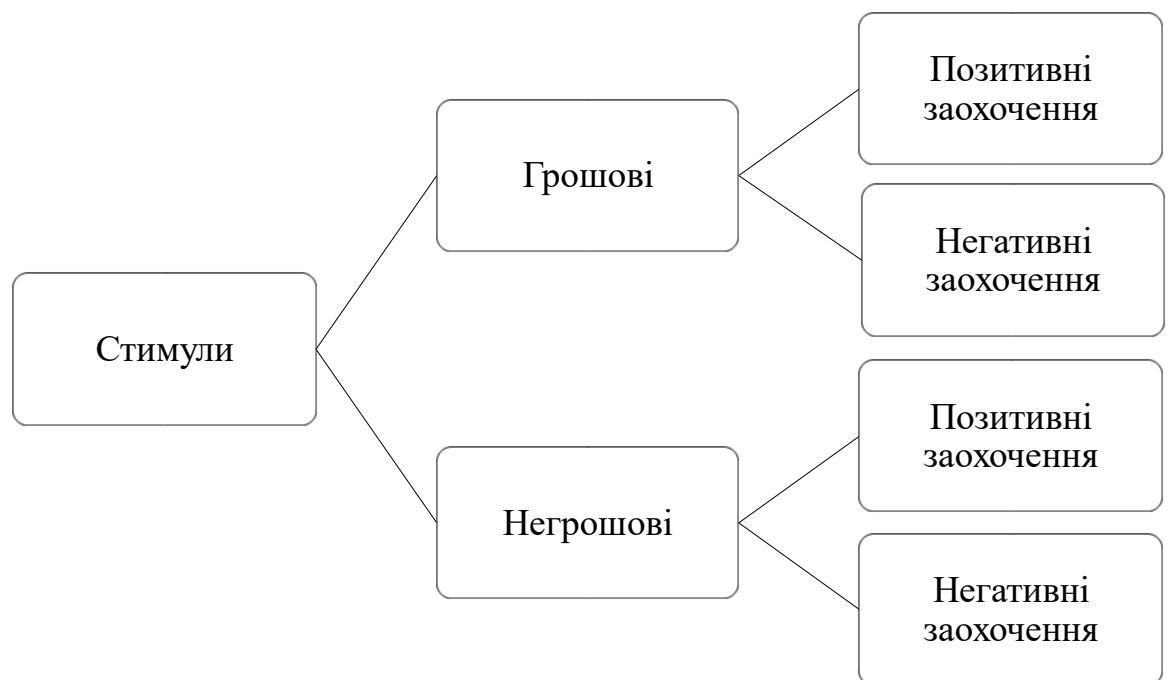 Стимули
Грошові
Позитивні
заохочення
Негативні
заохочення
Негрошові
Позитивні
заохочення
Негативні
заохочення